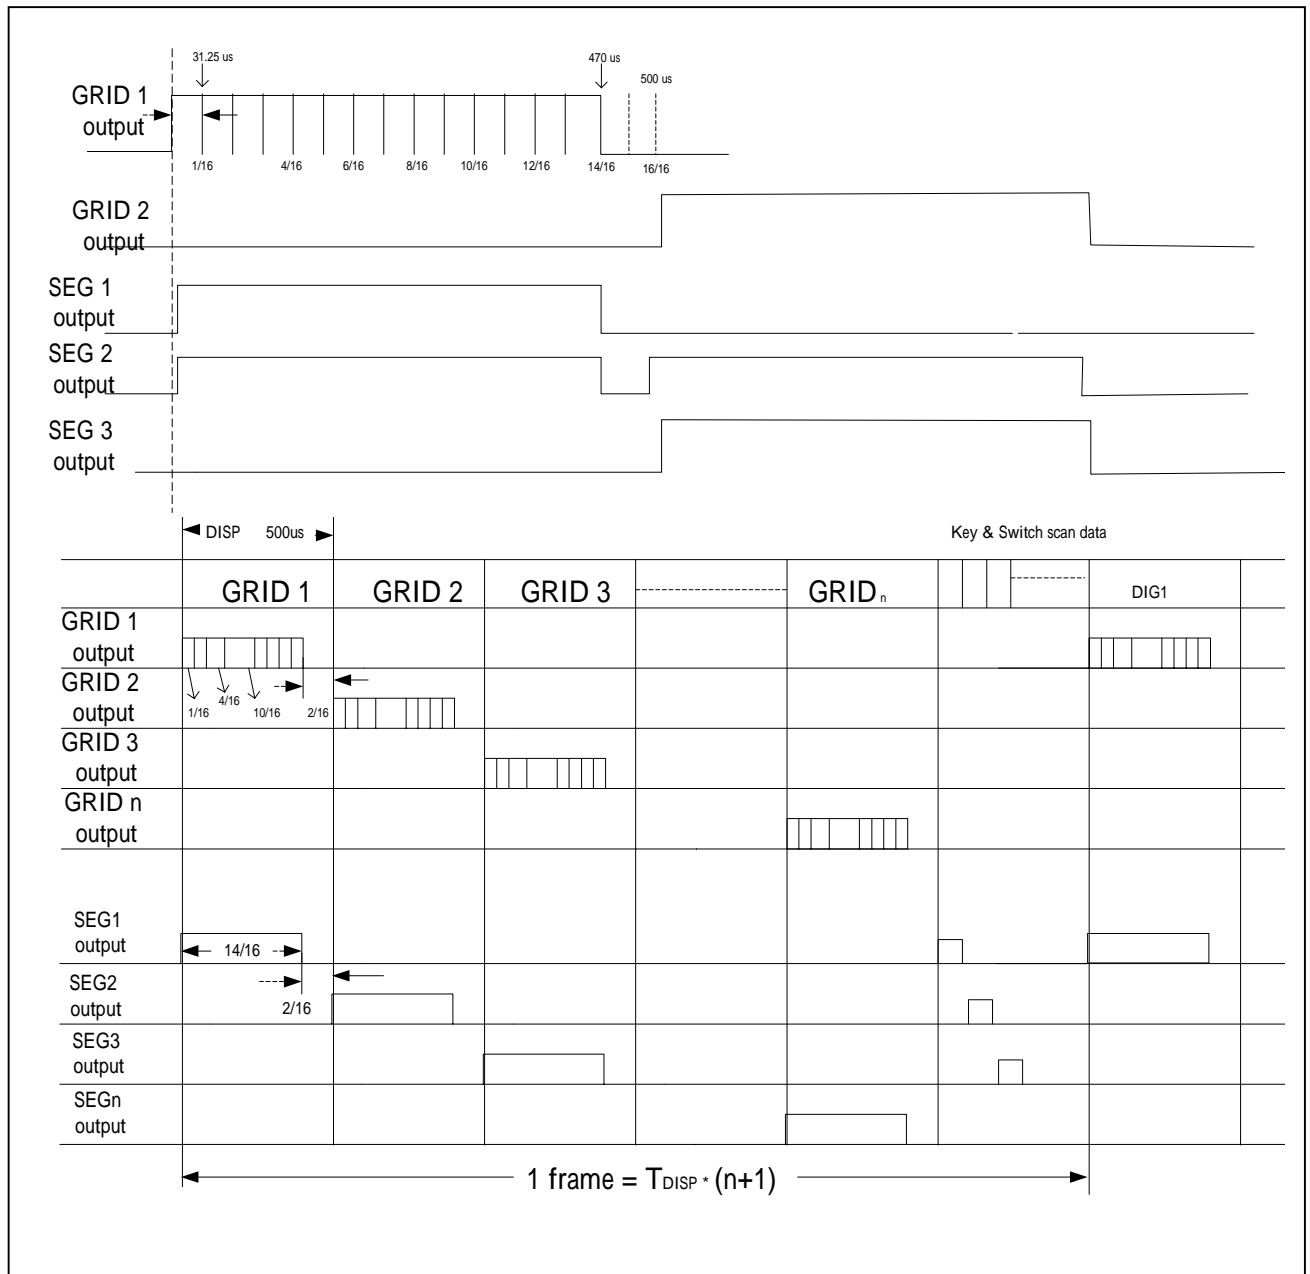 31.25 us
470 us
500 us
GRID 1
output
1/16 4/16 6/16 8/16 10/16 12/16 14/16 16/16
GRID 2
output
SEG 1
output
SEG 2
output
SEG 3
output
DISP 500us
Key & Switch scan data
GRID 1 GRID 2 GRID 3 GRID n DIG1
GRID 1
output
GRID 2
output
1/16 4/16 10/16 2/16
GRID 3
output
GRID n
output
SEG1
output
14/16
SEG2
output
2/16
SEG3
output
SEGn
output
1 frame = TDISP * (n+1)